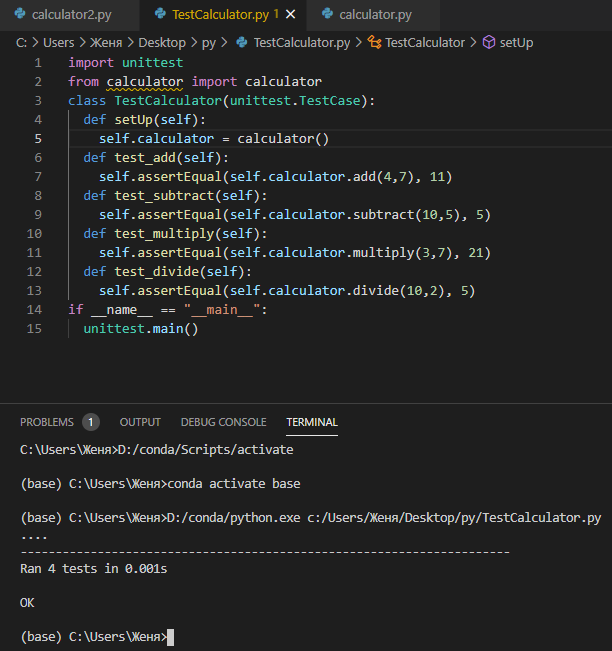 calculator2.py TestCalculator.py 1 calculator.py
C: > Users > Женя > Desktop > py > TestCalculator.py > TestCalculator > setUp
1 import unittest
2 from calculator import calculator
3 class TestCalculator(unittest.TestCase):
4 def setUp(self):
5 self.calculator = calculator()
6 def test_add(self):
7 self.assertEqual(self.calculator.add(4,7), 11)
8 def test_subtract(self):
9 self.assertEqual(self.calculator.subtract(10,5), 5)
10 def test_multiply(self):
11 self.assertEqual(self.calculator.multiply(3,7), 21)
12 def test_divide(self):
13 self.assertEqual(self.calculator.divide(10,2), 5)
14 if __name__ == "__main__":
15 unittest.main()
PROBLEMS 1 OUTPUT DEBUG CONSOLE TERMINAL
C:\Users\Женя>D:/conda/Scripts/activate
(base) C:\Users\Женя>conda activate base
(base) C:\Users\Женя>D:/conda/python.exe c:/Users/Женя/Desktop/py/TestCalculator.py
....
----------------------------------------------------------------------
Ran 4 tests in 0.001s
OK
(base) C:\Users\Женя>